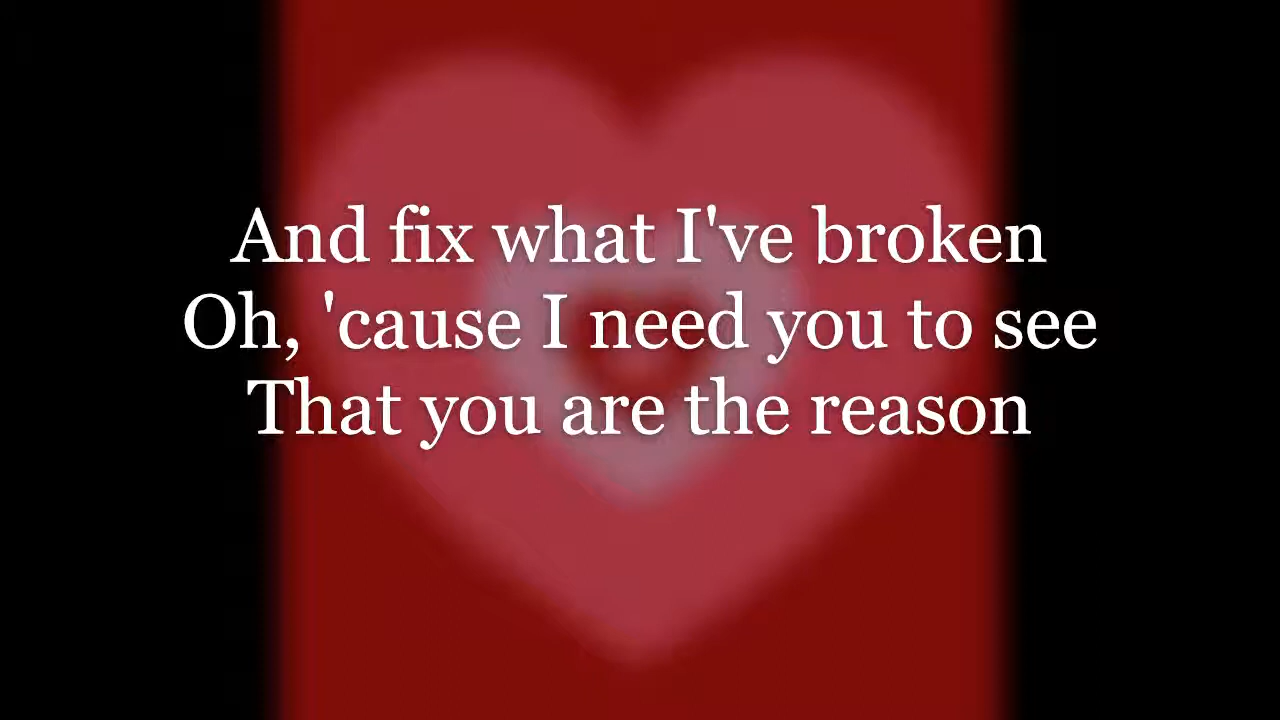 And fix what I've broken
Oh, 'cause I need you to see
That you are the reason